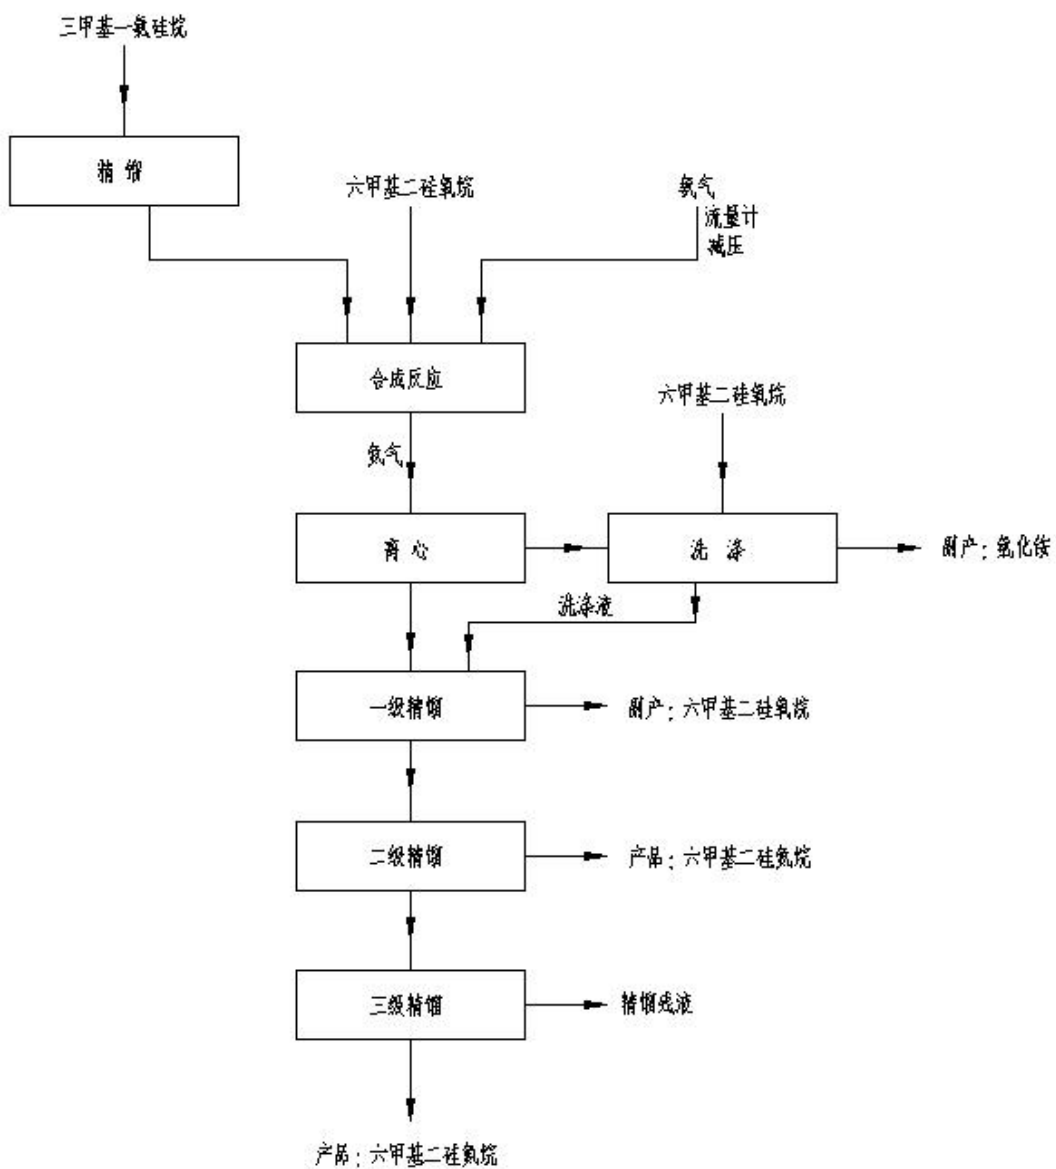 三甲基一氯硅烷
精 馏
六甲基二硅氧烷
氨气
流量计
减压
合成反应
六甲基二硅氧烷
氮气
离 心
洗 涤
副产：氯化铵
洗涤液
一级精馏
副产：六甲基二硅氧烷
二级精馏
产品：六甲基二硅氮烷
三级精馏
精馏残液
产品：六甲基二硅氮烷